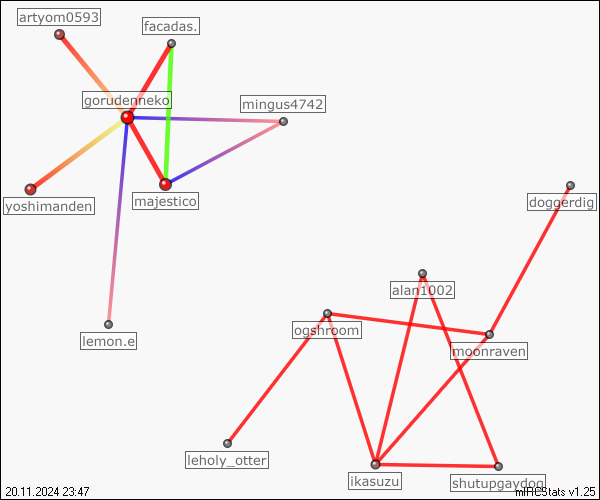 artyom0593
facadas.
gorudenneko
mingus4742
yoshimanden
majestico
doggerdig
alan1002
ogshroom
lemon.e
moonraven
leholy_otter
ikasuzu
shutupgaydog
20.11.2024 23:47
mIRCStats v1.25